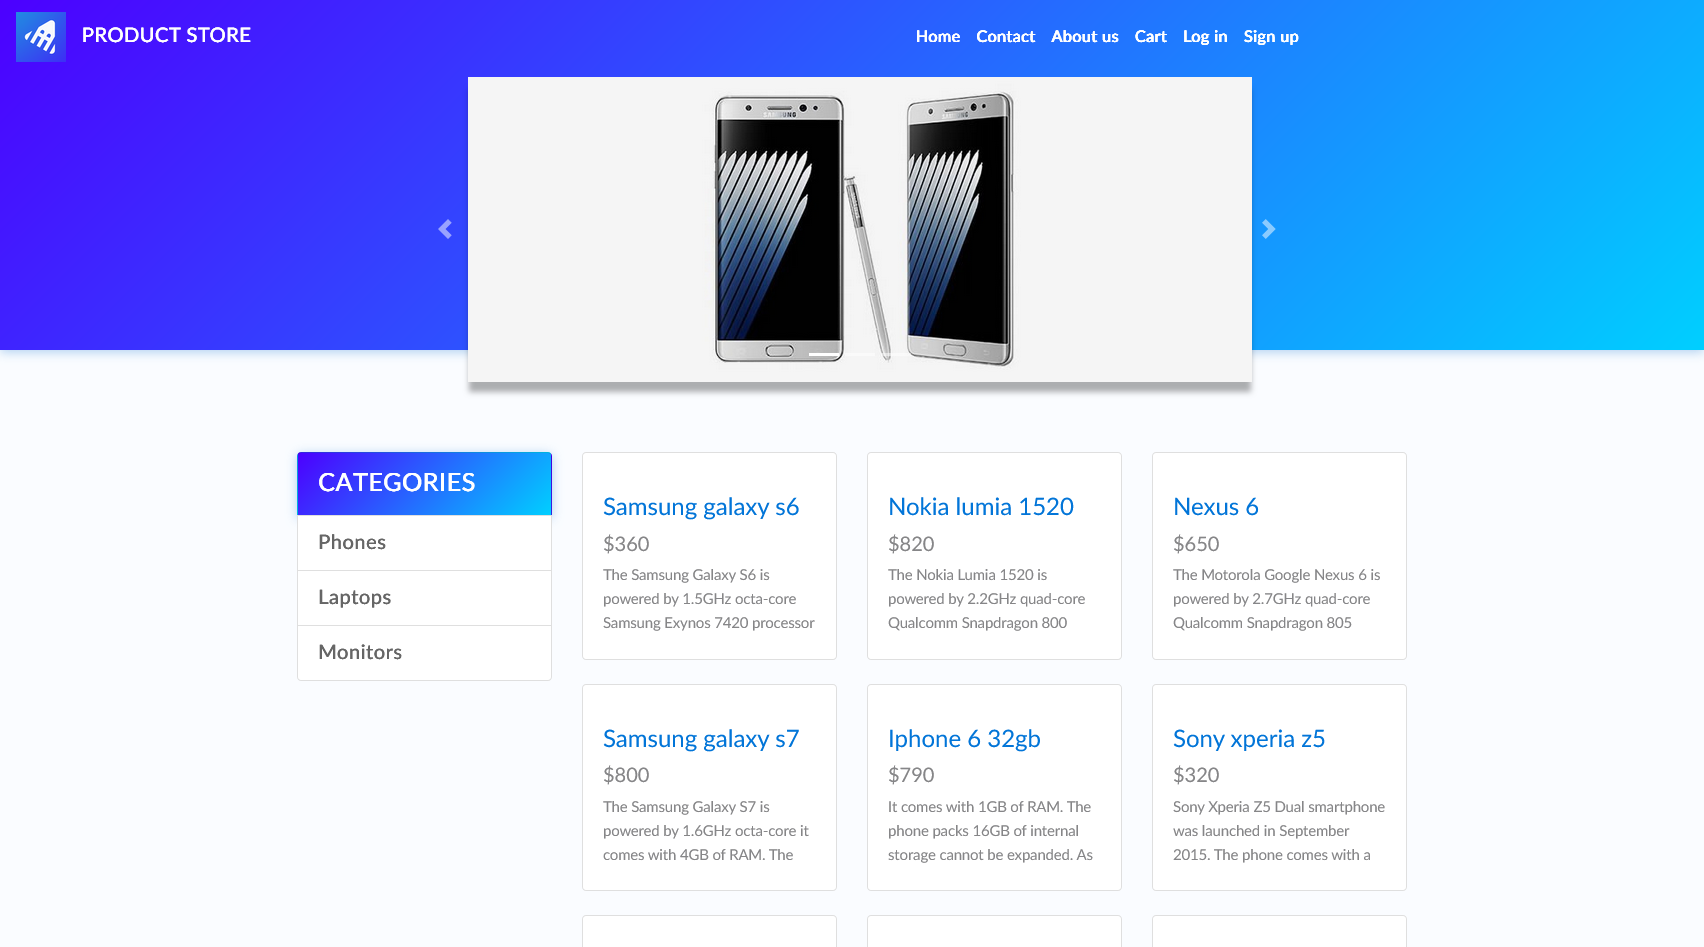 PRODUCT STORE
Home Contact About us Cart Log in Sign up
SAMSUNG
SAMSUNG
CATEGORIES
Phones
Laptops
Monitors
Samsung galaxy s6
$360
The Samsung Galaxy S6 is
powered by 1.5GHz octa-core
Samsung Exynos 7420 processor
Nokia lumia 1520
$820
The Nokia Lumia 1520 is
powered by 2.2GHz quad-core
Qualcomm Snapdragon 800
Nexus 6
$650
The Motorola Google Nexus 6 is
powered by 2.7GHz quad-core
Qualcomm Snapdragon 805
Samsung galaxy s7
$800
The Samsung Galaxy S7 is
powered by 1.6GHz octa-core it
comes with 4GB of RAM. The
Iphone 6 32gb
$790
It comes with 1GB of RAM. The
phone packs 16GB of internal
storage cannot be expanded. As
Sony xperia z5
$320
Sony Xperia Z5 Dual smartphone
was launched in September
2015. The phone comes with a